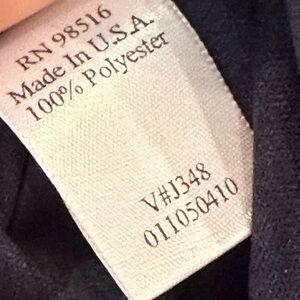 RN 98516
Made In U.S.A.
100% Polyester
V#J348
011050410